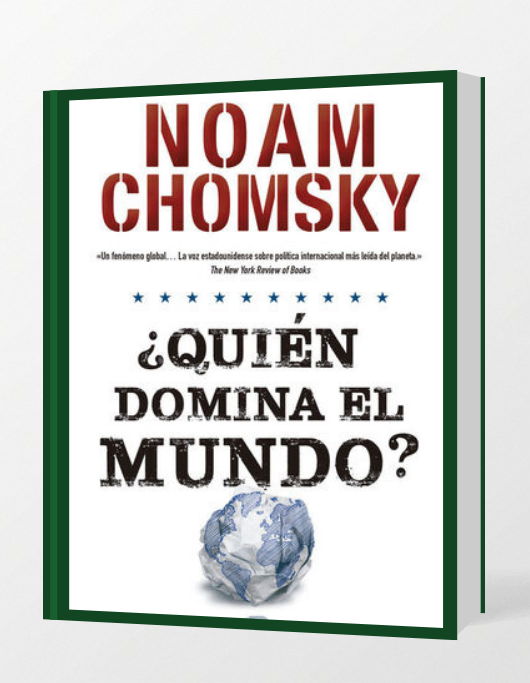 NOAM
CHOMSKY
«Un fenómeno global... La voz estadounidense sobre política internacional más leída del planeta.»
The New York Review of Books
¿QUIÉN
DOMINA EL
MUNDO?